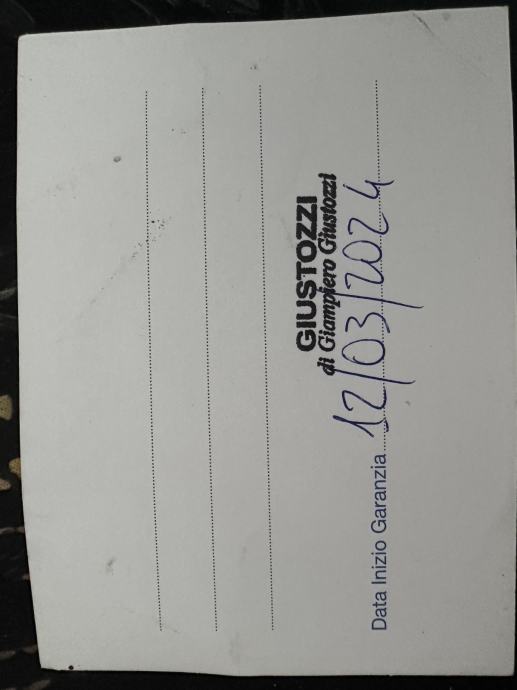 GIUSTOZZI
di Giampiero Giustozzi
Data Inizio Garanzia 12/03/2024